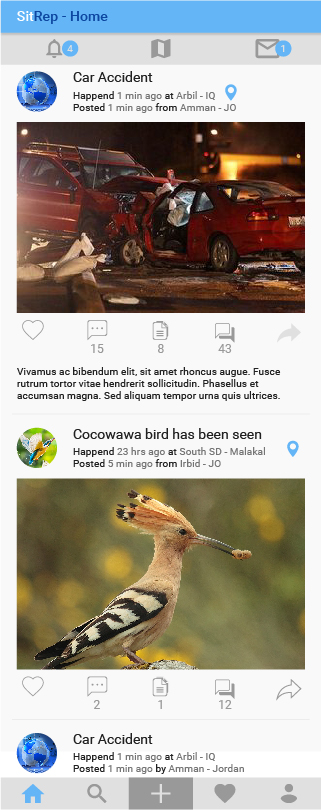 SitRep - Home
4
1
Car Accident
Happend 1 min ago at Arbil - IQ
Posted 1 min ago from Amman - JO
15 8 43
Vivamus ac bibendum elit, sit amet rhoncus augue. Fusce
rutrum tortor vitae hendrerit sollicitudin. Phasellus et
accumsan magna. Sed aliquam tempor urna quis ultrices.
Cocowawa bird has been seen
Happend 23 hrs ago at South SD - Malakal
Posted 5 min ago from Irbid - JO
2 1 12
Car Accident
Happend 1 min ago at Arbil - IQ
Posted 1 min ago by Amman - Jordan